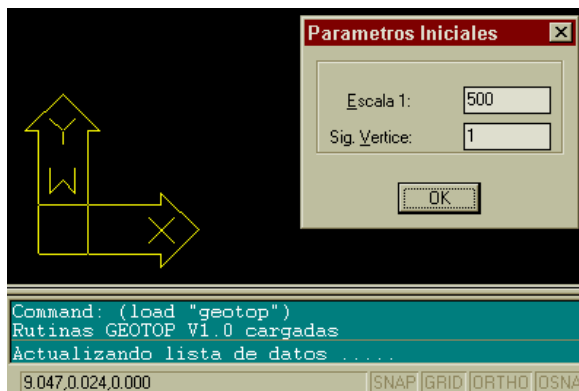 Parametros Iniciales
Escala 1: 500
Sig. Vertice: 1
OK
Y
W
X
Command: (load "geotop")
Rutinas GEOTOP V1.0 cargadas
Actualizando lista de datos .....
9.047,0.024,0.000 SNAP GRID ORTHO OSNA